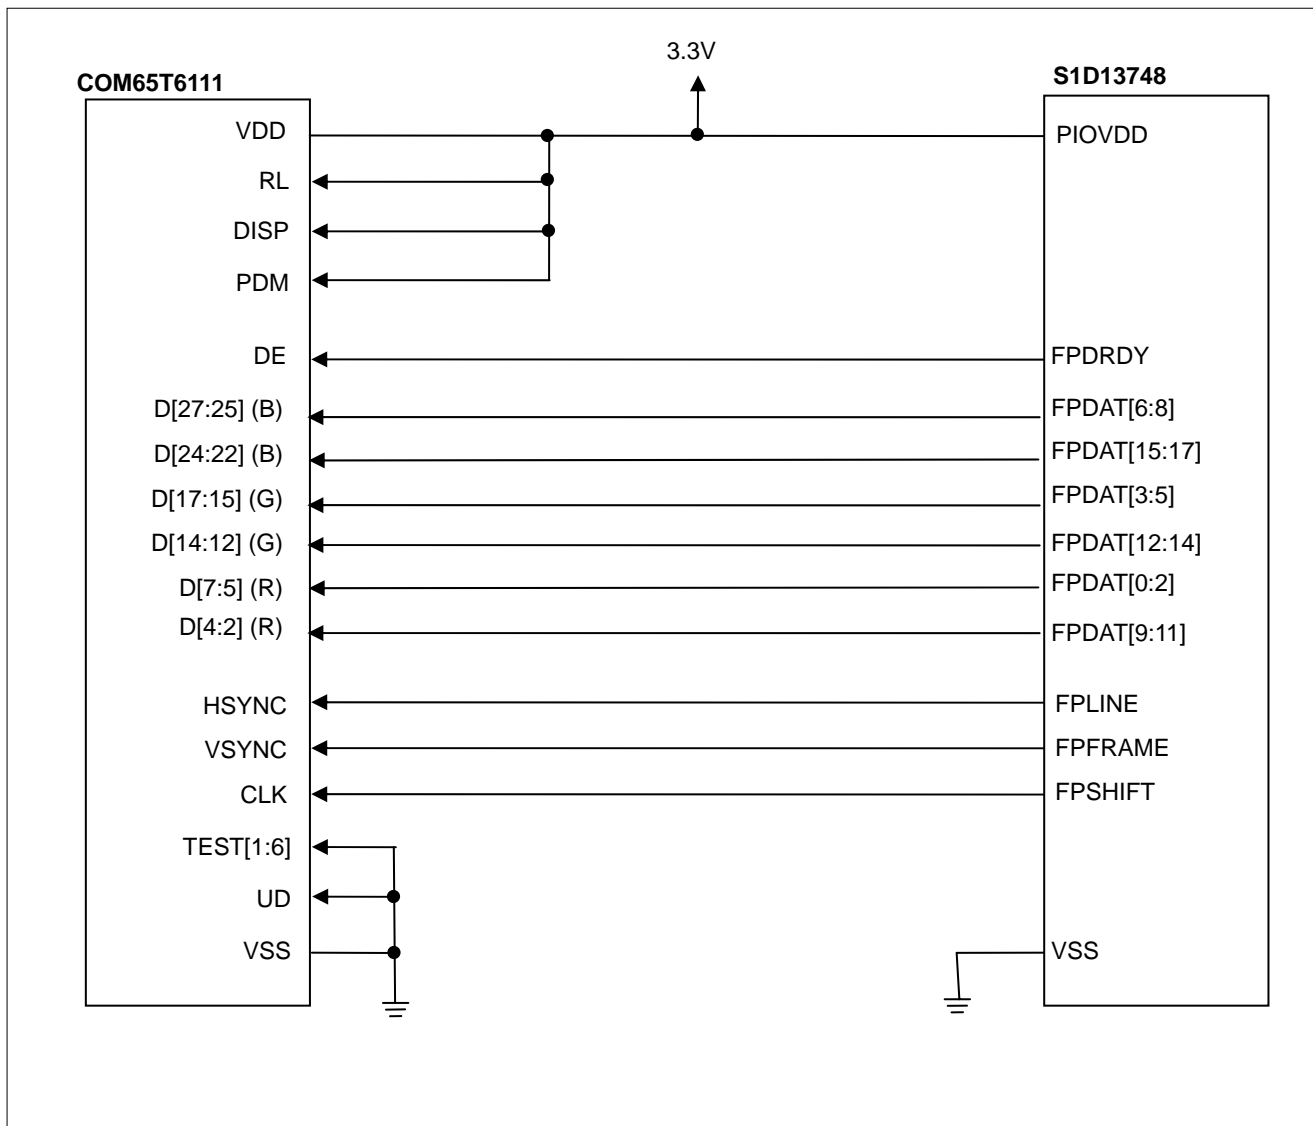 3.3V
COM65T6111
S1D13748
VDD
PIOVDD
RL
DISP
PDM
DE
FPDRDY
D[27:25] (B)
FPDAT[6:8]
D[24:22] (B)
FPDAT[15:17]
D[17:15] (G)
FPDAT[3:5]
D[14:12] (G)
FPDAT[12:14]
D[7:5] (R)
FPDAT[0:2]
D[4:2] (R)
FPDAT[9:11]
HSYNC
FPLINE
VSYNC
FPFRAME
CLK
FPSHIFT
TEST[1:6]
UD
VSS
VSS